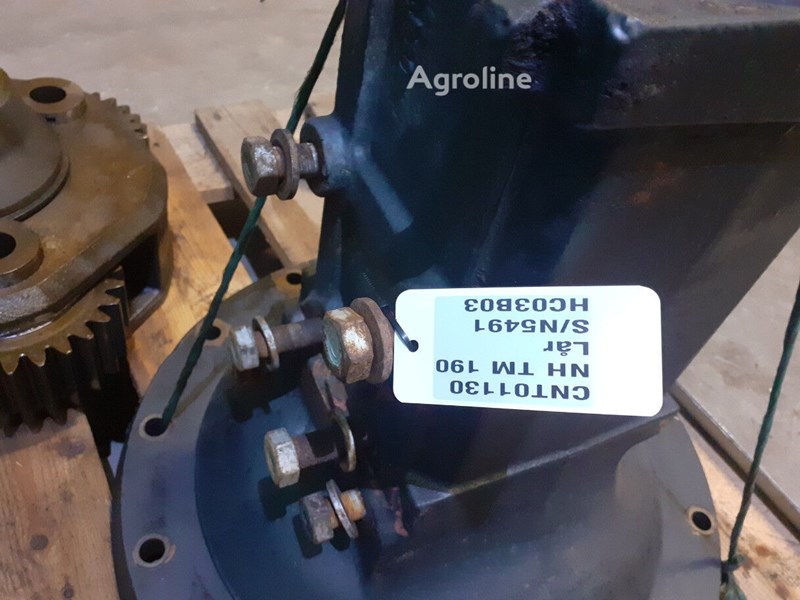 Agroline
CNT01130
NH TM 190
Lår
S/N5491
HC03B03